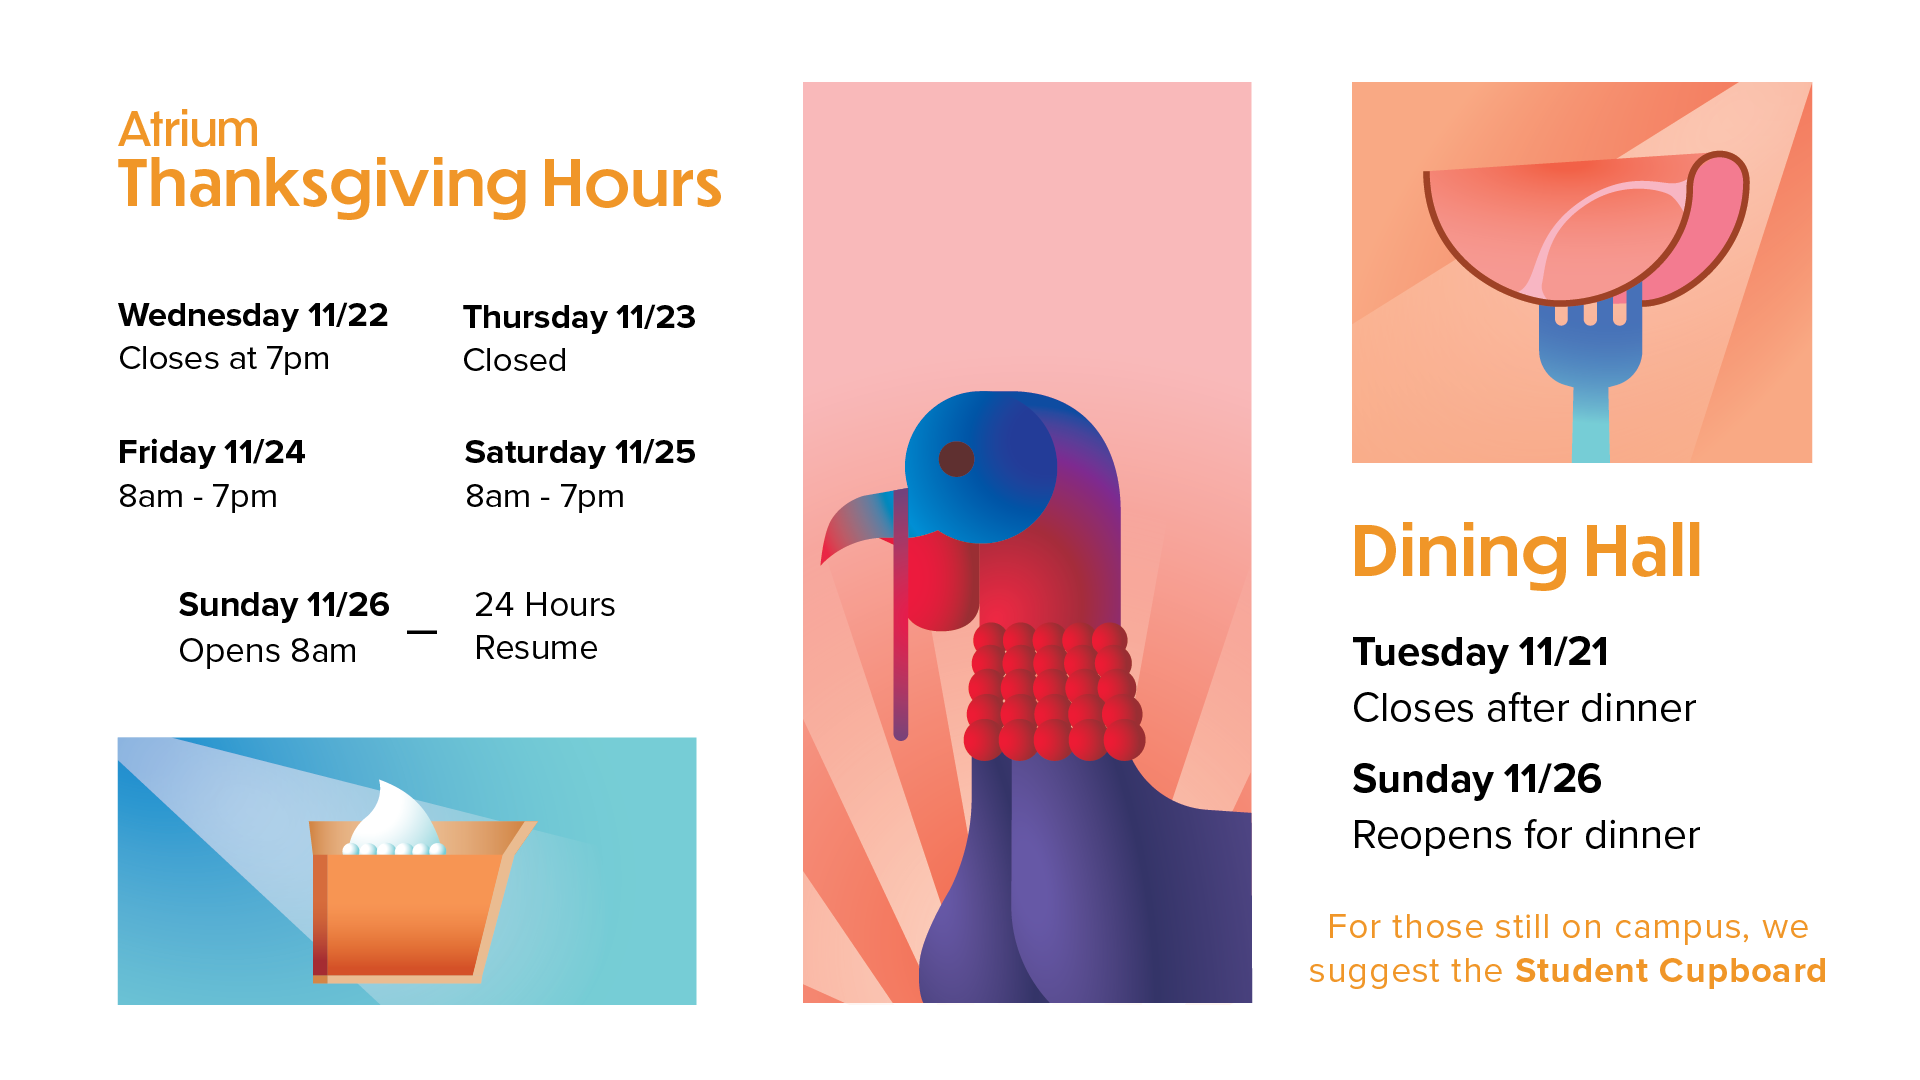 Atrium
Thanksgiving Hours
Wednesday 11/22
Closes at 7pm
Thursday 11/23
Closed
Friday 11/24
8am - 7pm
Saturday 11/25
8am - 7pm
Sunday 11/26
Opens 8am
–
24 Hours
Resume
Dining Hall
Tuesday 11/21
Closes after dinner
Sunday 11/26
Reopens for dinner
For those still on campus, we
suggest the Student Cupboard